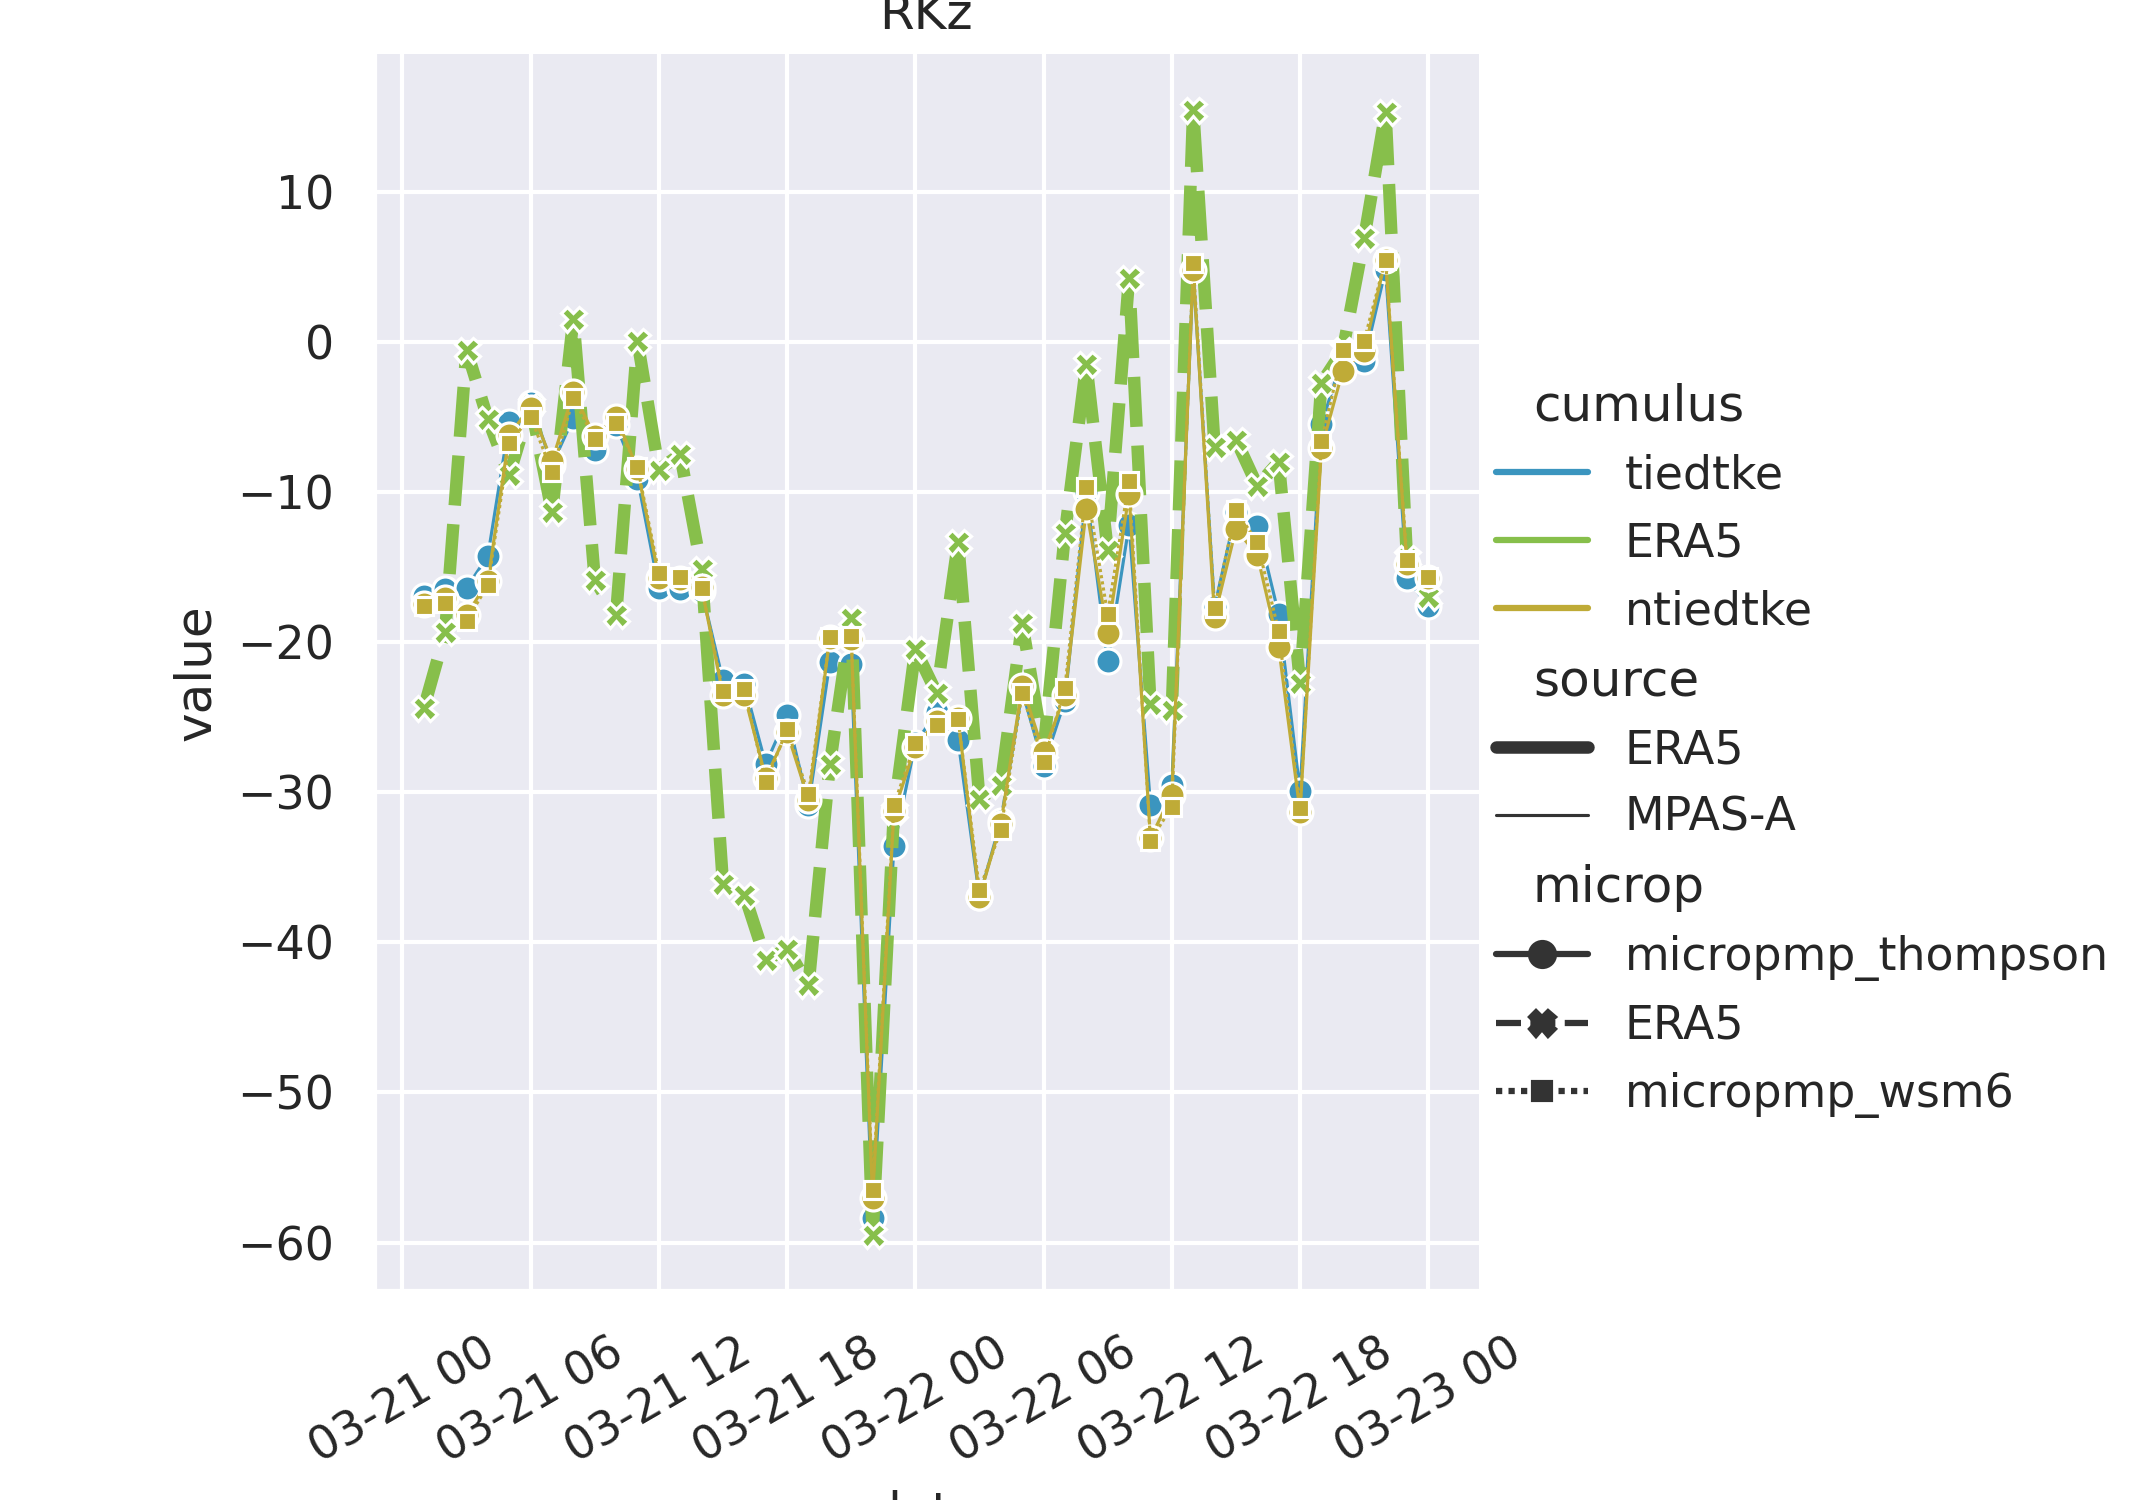 RKz
10
0
−10
−20
−30
−40
−50
−60
value
03-21 00
03-21 06
03-21 12
03-21 18
03-22 00
03-22 06
03-22 12
03-22 18
03-23 00
cumulus
tiedtke
ERA5
ntiedtke
source
ERA5
MPAS-A
microp
micropmp_thompson
ERA5
micropmp_wsm6